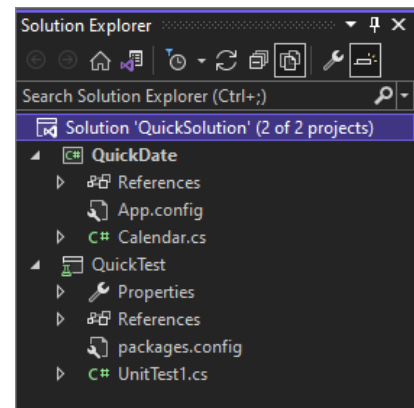 Solution Explorer
Search Solution Explorer (Ctrl+;)
Solution 'QuickSolution' (2 of 2 projects)
C# QuickDate
References
App.config
C# Calendar.cs
QuickTest
Properties
References
packages.config
C# UnitTest1.cs